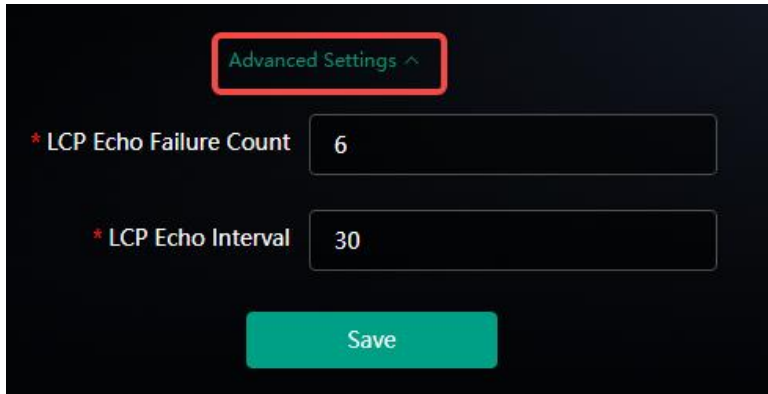 Advanced Settings
* LCP Echo Failure Count 6
* LCP Echo Interval 30
Save